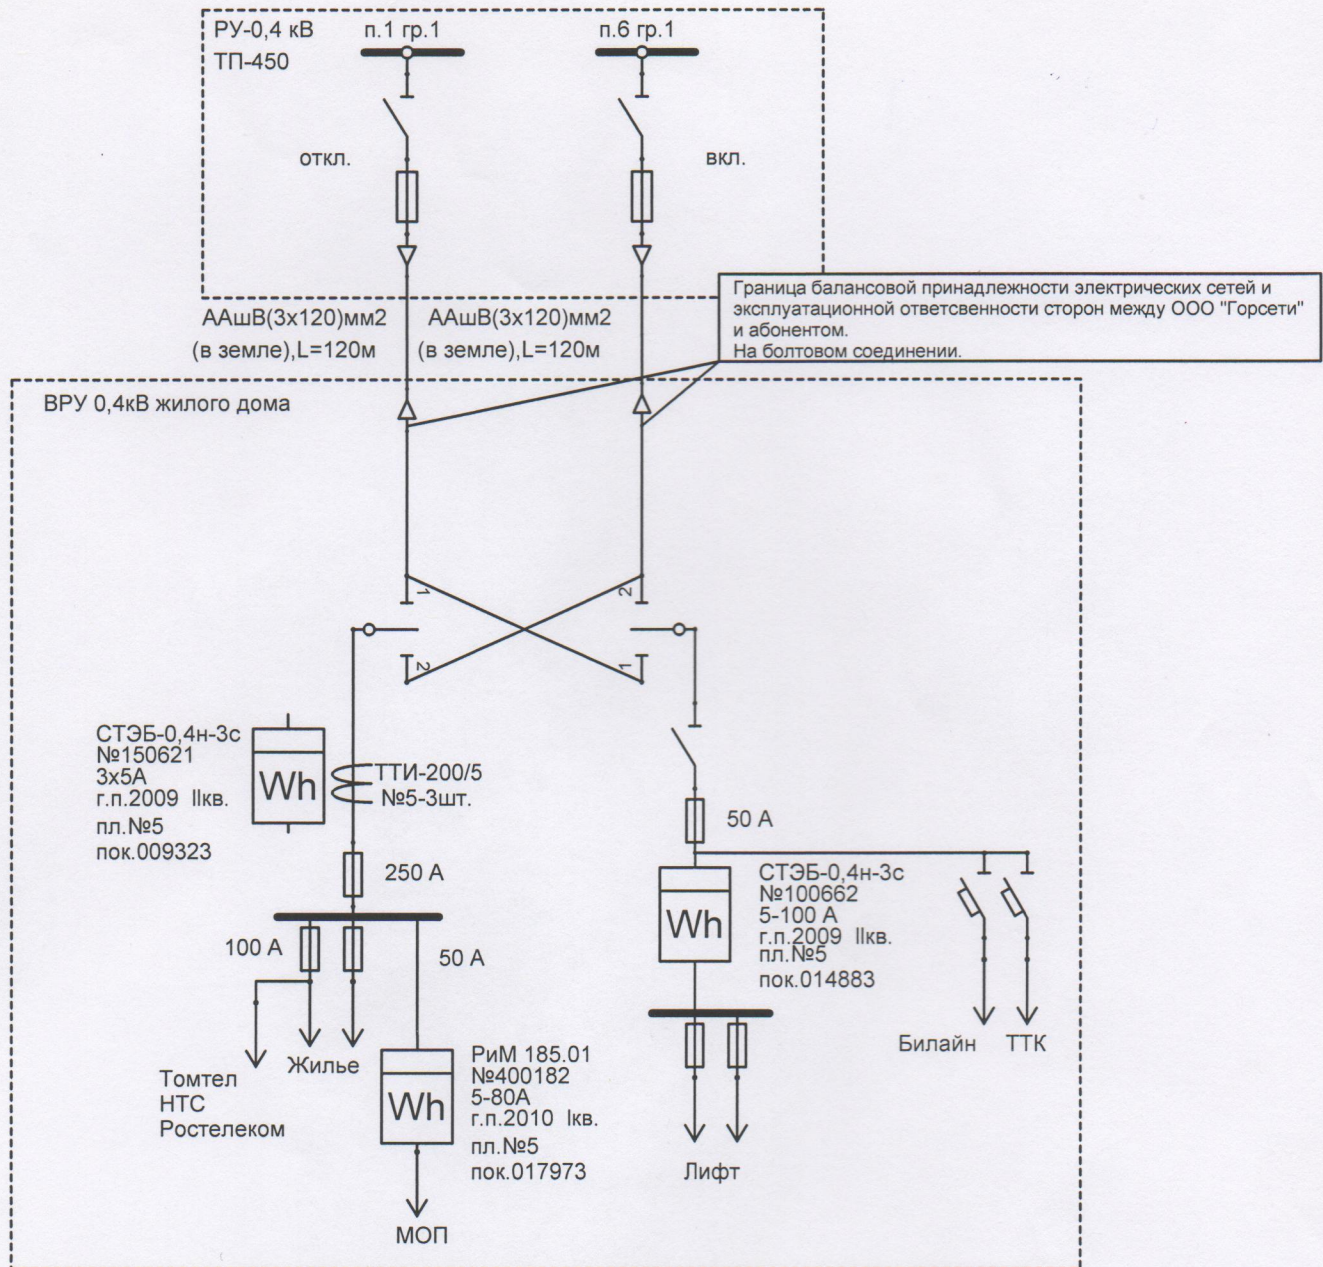 РУ-0,4 кВ
ТП-450
п.1 гр.1
п.6 гр.1
откл.
вкл.
Граница балансовой принадлежности электрических сетей и
эксплуатационной ответсвенности сторон между ООО "Горсети"
и абонентом.
На болтовом соединении.
ААшВ(3х120)мм2
(в земле),L=120м
ААшВ(3х120)мм2
(в земле),L=120м
ВРУ 0,4кВ жилого дома
1
2
2
1
СТЭБ-0,4н-3с
№150621
3х5А
г.п.2009 IIкв.
пл.№5
пок.009323
Wh
ТТИ-200/5
№5-3шт.
250 А
50 А
СТЭБ-0,4н-3с
№100662
5-100 А
г.п.2009 IIкв.
пл.№5
пок.014883
Wh
100 А
50 А
Жилье
Томтел
НТС
Ростелеком
РиМ 185.01
№400182
5-80А
г.п.2010 Iкв.
пл.№5
пок.017973
Wh
МОП
Лифт
Билайн
ТТК